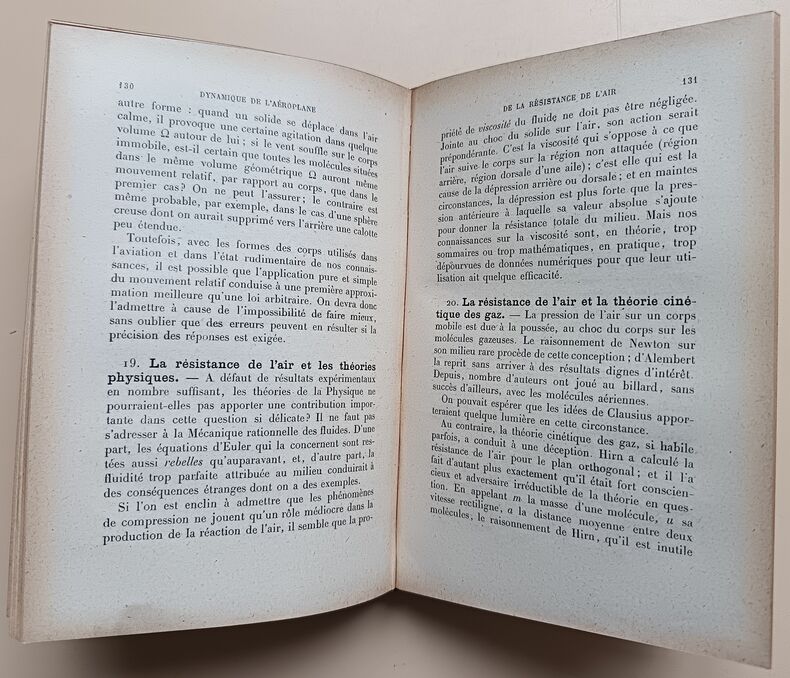 130
DYNAMIQUE DE L'AÉROPLANE
autre forme : quand un solide se déplace dans l'air
calme, il provoque une certaine agitation dans quelque
volume Ω autour de lui ; si le vent souffle sur le corps
immobile, est-il certain que toutes les molécules situées
dans le même volume géométrique Ω auront même
mouvement relatif, par rapport au corps, que dans le
premier cas? On ne peut l'assurer; le contraire est
même probable, par exemple, dans le cas d'une sphère
creuse dont on aurait supprimé vers l'arrière une calotte
peu étendue.
Toutefois, avec les formes des corps utilisés dans
l'aviation et dans l'état rudimentaire de nos connais-
sances, il est possible que l'application pure et simple
du mouvement relatif conduise à une première approxi-
mation meilleure qu'une loi arbitraire. On devra donc
l'admettre à cause de l'impossibilité de faire mieux,
sans oublier que des erreurs peuvent en résulter si la
précision des réponses est exigée.
19. La résistance de l'air et les théories
physiques. — A défaut de résultats expérimentaux
en nombre suffisant, les théories de la Physique ne
pourraient-elles pas apporter une contribution impor-
tante dans cette question si délicate? Il ne faut pas
s'adresser à la Mécanique rationnelle des fluides. D'une
part, les équations d'Euler qui la concernent sont res-
tées aussi rebelles qu'auparavant, et, d'autre part, la
fluidité trop parfaite attribuée au milieu conduirait à
des conséquences étranges dont on a des exemples.
Si l'on est enclin à admettre que les phénomènes
de compression ne jouent qu'un rôle médiocre dans la
production de la réaction de l'air, il semble que la pro-
DE LA RÉSISTANCE DE L'AIR
131
priété de viscosité du fluide ne doit pas être négligée.
Jointe au choc du solide sur l'air, son action serait
prépondérante. C'est la viscosité qui s'oppose à ce que
l'air suive le corps sur la région non attaquée (région
arrière, région dorsale d'une aile); c'est elle qui est la
cause de la dépression arrière ou dorsale; et en maintes
circonstances, la dépression est plus forte que la pres-
sion antérieure à laquelle sa valeur absolue s'ajoute
pour donner la résistance totale du milieu. Mais nos
connaissances sur la viscosité sont, en théorie, trop
sommaires ou trop mathématiques, en pratique, trop
dépourvues de données numériques pour que leur uti-
lisation ait quelque efficacité.
20. La résistance de l'air et la théorie ciné-
tique des gaz. — La pression de l'air sur un corps
mobile est due à la poussée, au choc du corps sur les
molécules gazeuses. Le raisonnement de Newton sur
son milieu rare procède de cette conception ; d'Alembert
la reprit sans arriver à des résultats dignes d'intérêt.
Depuis, nombre d'auteurs ont joué au billard, sans
succès d'ailleurs, avec les molécules aériennes.
On pouvait espérer que les idées de Clausius appor-
teraient quelque lumière en cette circonstance.
Au contraire, la théorie cinétique des gaz, si habile
parfois, a conduit à une déception. Hirn a calculé la
résistance de l'air pour le plan orthogonal; et il l'a
fait d'autant plus exactement qu'il était fort conscien-
cieux et adversaire irréductible de la théorie en ques-
tion. En appelant m la masse d'une molécule, u sa
vitesse rectiligne, a la distance moyenne entre deux
molécules; le raisonnement de Hirn, qu'il est inutile